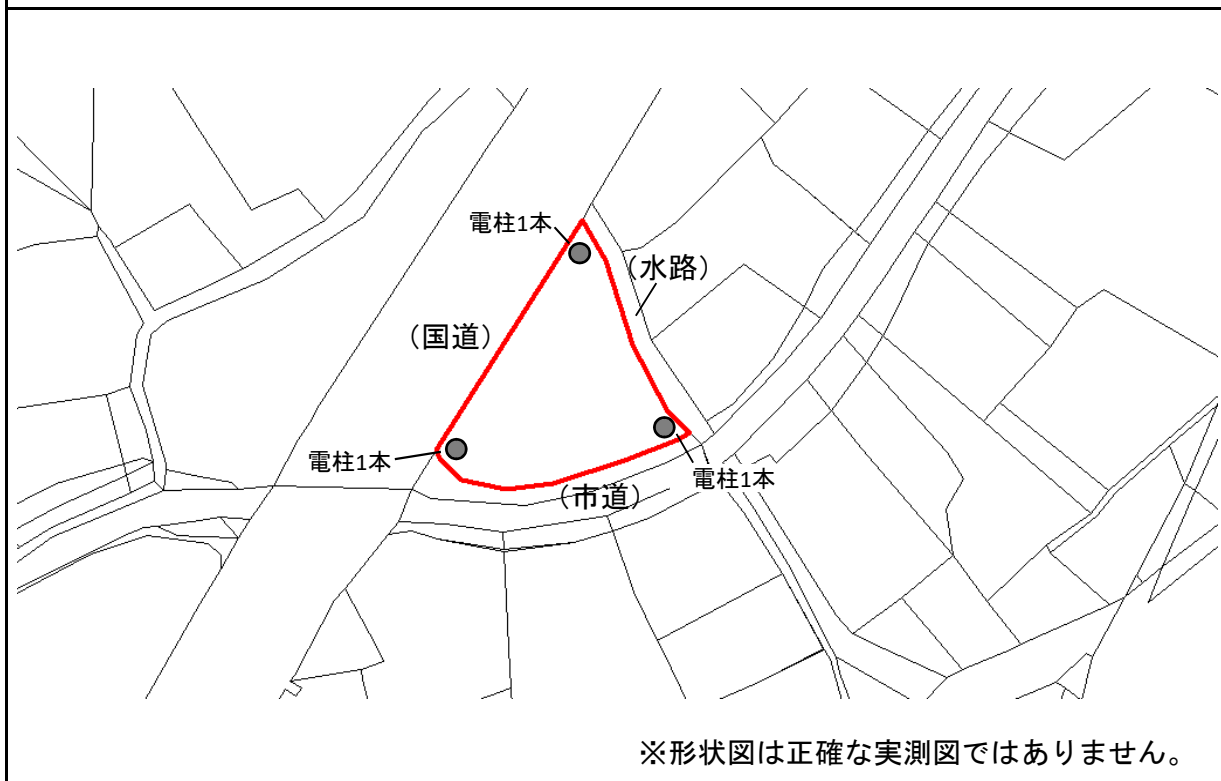 電柱1本
（水路）
（国道）
電柱1本
電柱1本
（市道）
※形状図は正確な実測図ではありません。